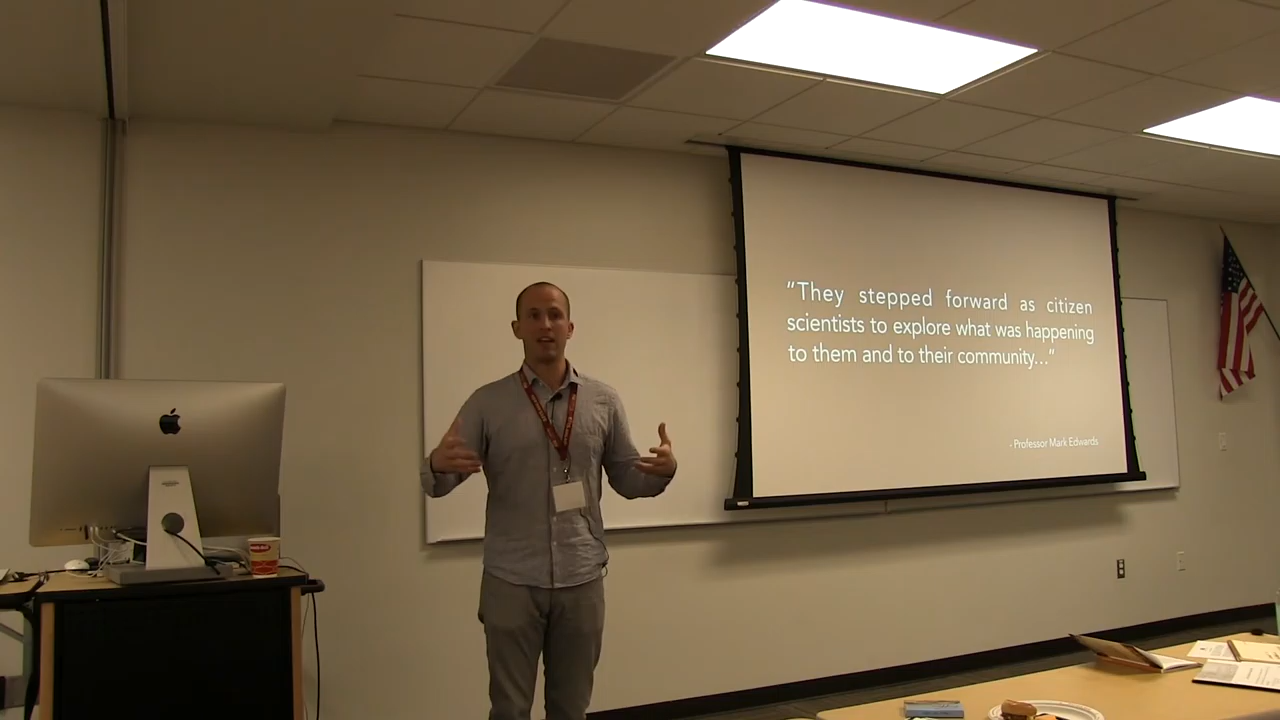 "They stepped forward as citizen
scientists to explore what was happening
to them and to their community..."
- Professor Mark Edwards